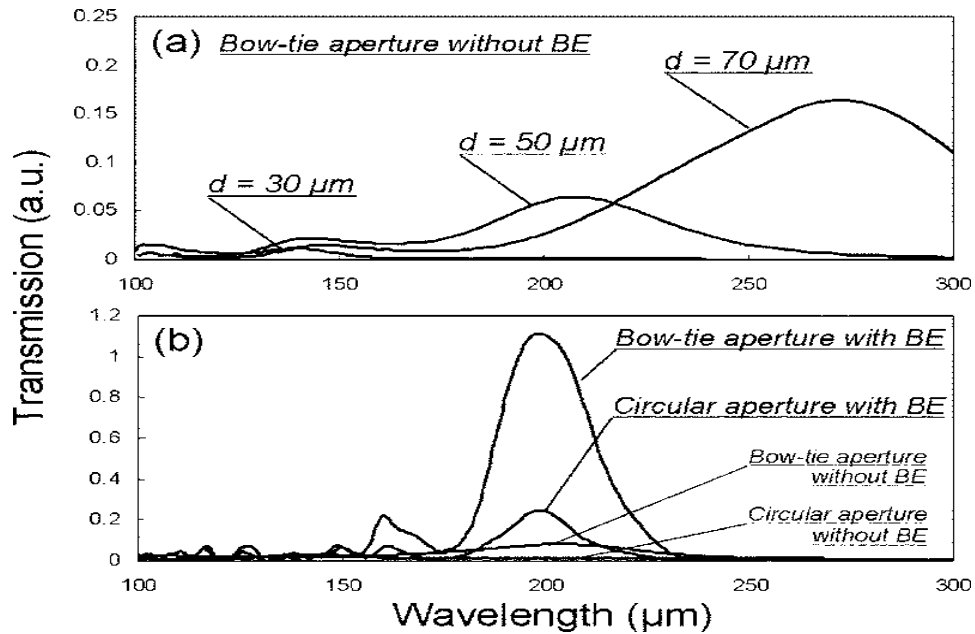 Transmission (a.u.)
(a) Bow-tie aperture without BE
d = 70 µm
d = 50 µm
d = 30 µm
0.25
0.2
0.15
0.1
0.05
0
100 150 200 250 300
(b)
Bow-tie aperture with BE
Circular aperture with BE
Bow-tie aperture
without BE
Circular aperture
without BE
1.2
1
0.8
0.6
0.4
0.2
0
100 150 200 250 300
Wavelength (µm)